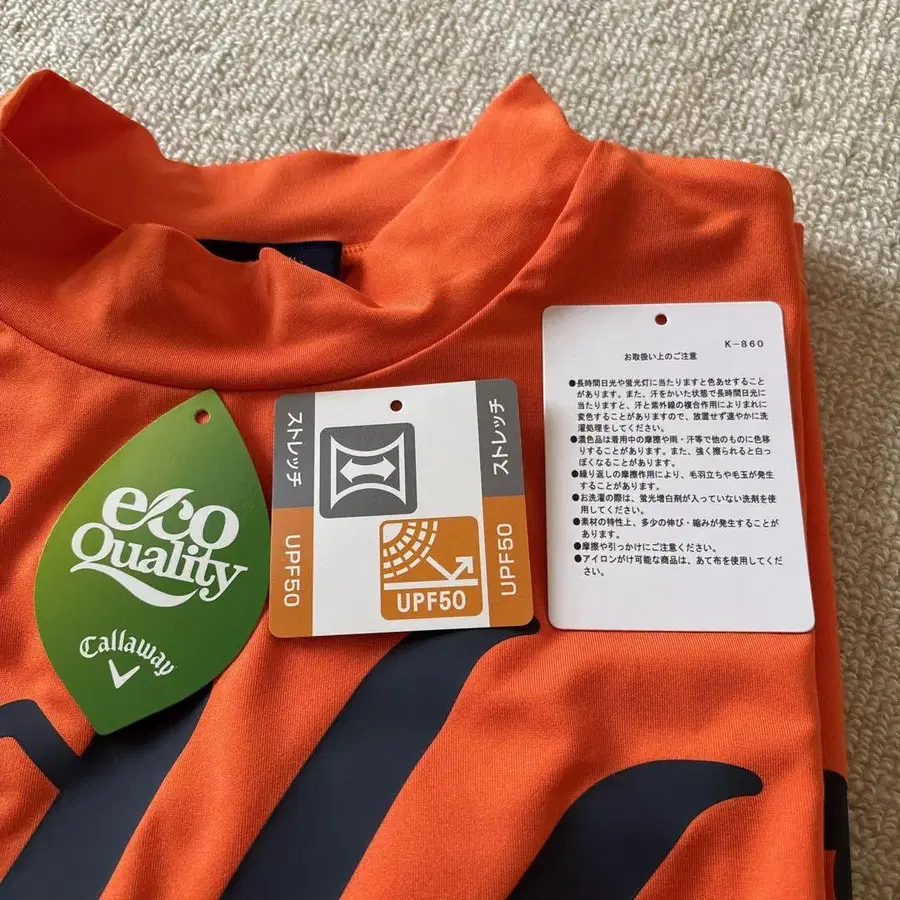 eco
Quality
Callaway
ストレッチ
UPF50
ストレッチ
UPF50
UPF50
K-860
お取扱い上のご注意
●長時間日光や蛍光灯に当たりますと色あせすること
があります。また、汗をかいた状態で長時間日光に
当たりますと、汗と紫外線の複合作用によりまれに
変色することがありますので、放置せず速やかに洗
濯処理をしてください。
●濃色品は着用中の摩擦や雨・汗等で他のものに色移
りすることがあります。また、強く擦られると白っ
ぽくなることがあります。
●繰り返しの摩擦作用により、毛羽立ちや毛玉が発生
することがあります。
●お洗濯の際は、蛍光増白剤が入っていない洗剤を使
用してください。
●素材の特性上、多少の伸び・縮みが発生することが
あります。
●摩擦や引っかけにご注意ください。
●アイロンがけ可能な商品は、あて布を使用してくだ
さい。